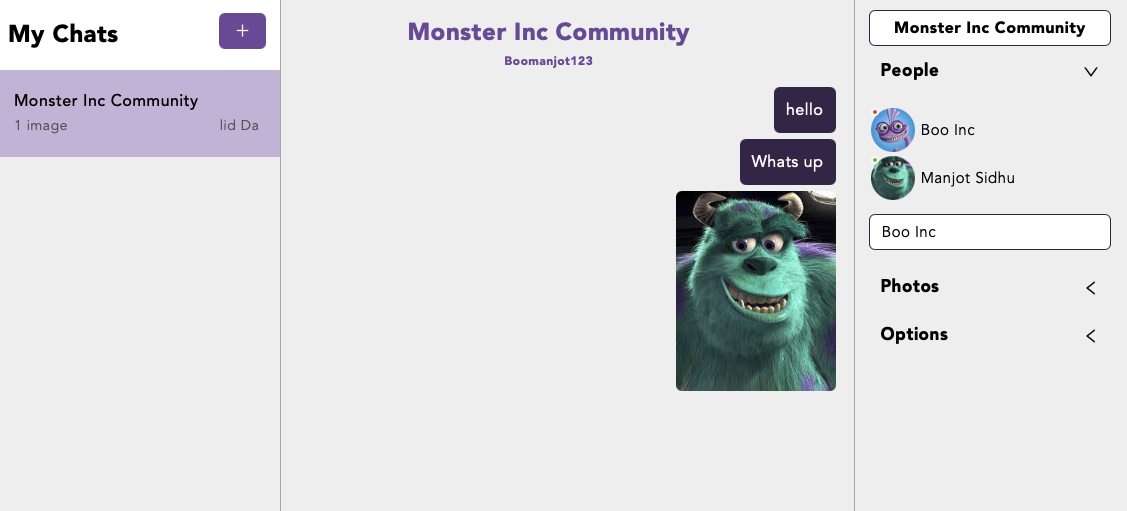 My Chats
+
Monster Inc Community
1 image
lid Da
Monster Inc Community
Boomanjot123
hello
Whats up
Monster Inc Community
People
Boo Inc
Manjot Sidhu
Boo Inc
Photos
Options